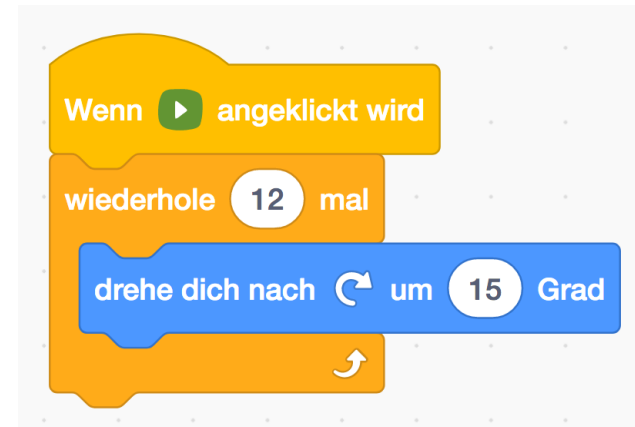 Wenn angeklickt wird
wiederhole 12 mal
drehe dich nach um 15 Grad